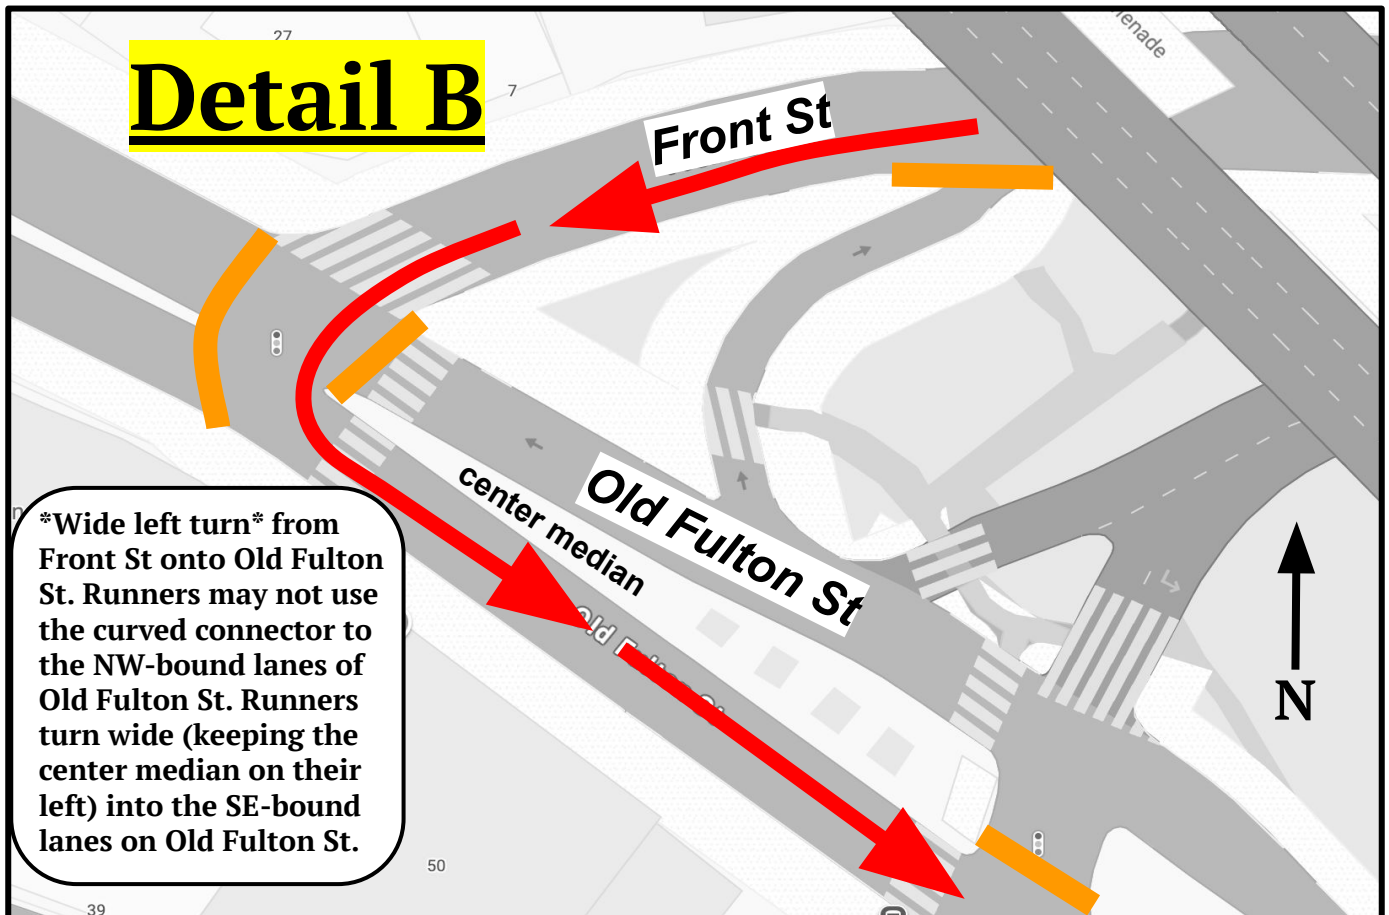 27
Detail B
7
Front St
center median
Old Fulton St
*Wide left turn* from
Front St onto Old Fulton
St. Runners may not use
the curved connector to
the NW-bound lanes of
Old Fulton St. Runners
turn wide (keeping the
center median on their
left) into the SE-bound
lanes on Old Fulton St.
N
50
39